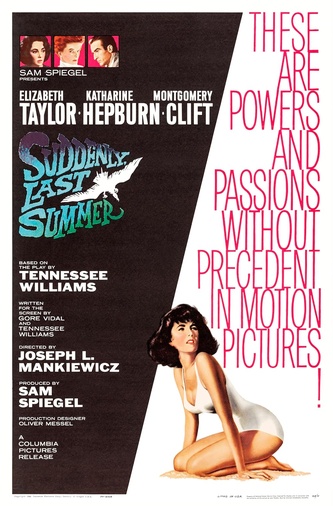 SAM SPIEGEL
PRESENTS
ELIZABETH KATHARINE MONTGOMERY
TAYLOR · HEPBURN · CLIFT
SUDDENLY,
LAST
SUMMER
BASED ON
THE PLAY BY
TENNESSEE
WILLIAMS
WRITTEN
FOR THE
SCREEN BY
GORE VIDAL
AND
TENNESSEE
WILLIAMS
DIRECTED BY
JOSEPH L.
MANKIEWICZ
PRODUCED BY
SAM
SPIEGEL
PRODUCTION DESIGNER
OLIVER MESSEL
A
COLUMBIA
PICTURES
RELEASE
THESE
ARE
POWERS
AND
PASSIONS
WITHOUT
PRECEDENT
IN MOTION
PICTURES
!